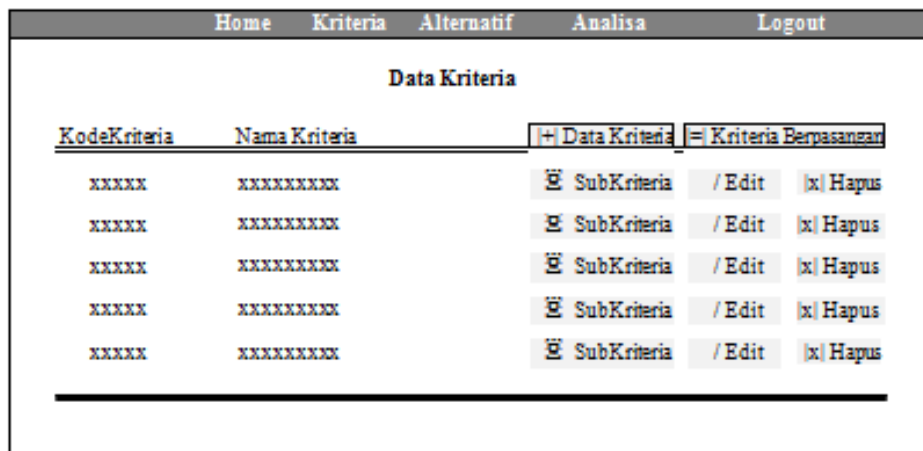 Home Kriteria Alternatif Analisa Logout
Data Kriteria
KodeKriteria Nama Kriteria |+| Data Kriteria |=| Kriteria Berpasangan
xxxxx xxxxxxxxx SubKriteria / Edit |x| Hapus
xxxxx xxxxxxxxx SubKriteria / Edit |x| Hapus
xxxxx xxxxxxxxx SubKriteria / Edit |x| Hapus
xxxxx xxxxxxxxx SubKriteria / Edit |x| Hapus
xxxxx xxxxxxxxx SubKriteria / Edit |x| Hapus